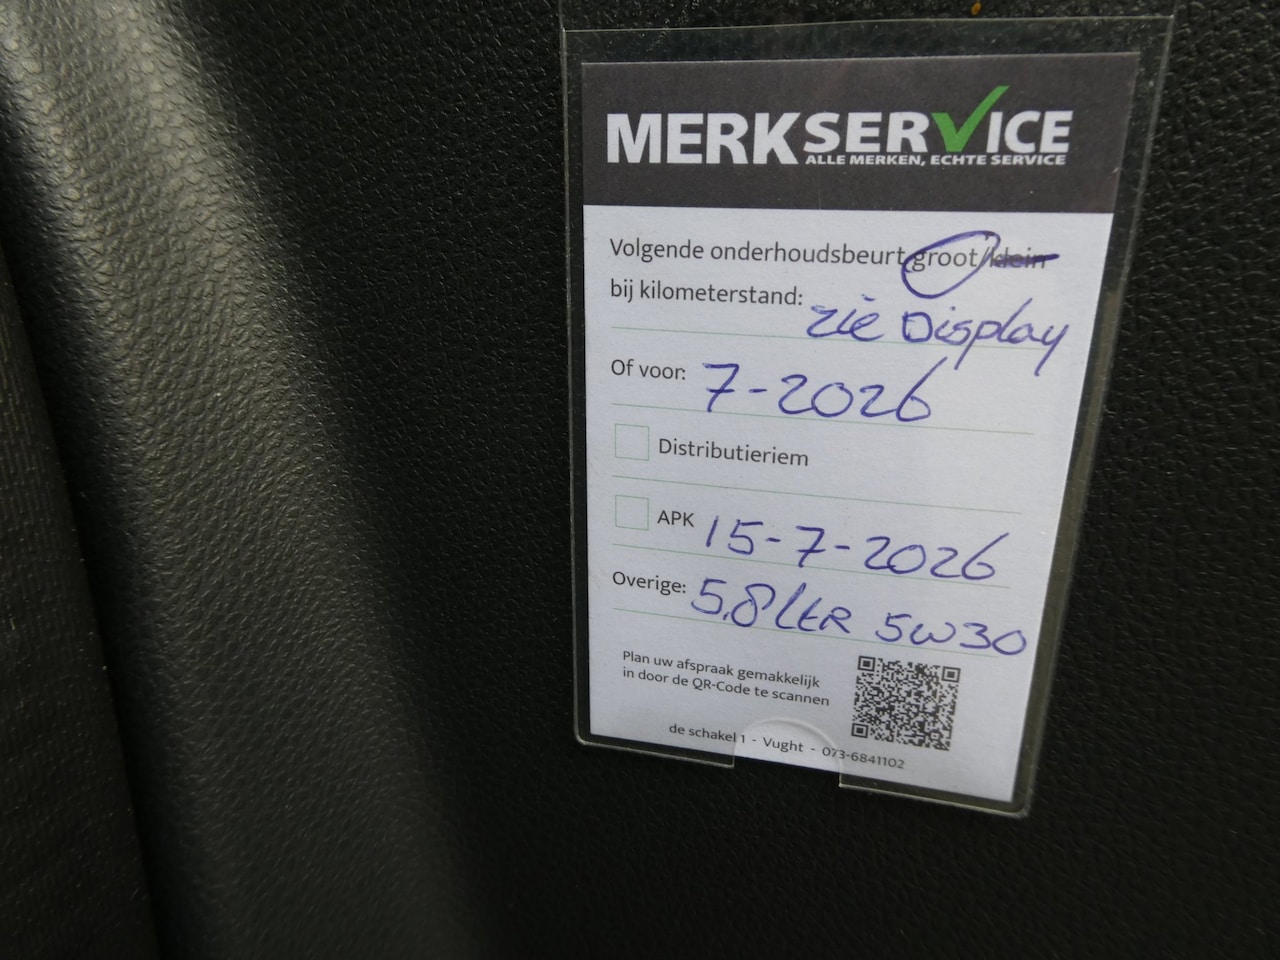 MERKSERVICE
ALLE MERKEN, ECHTE SERVICE
Volgende onderhoudsbeurt groot/klein
bij kilometerstand: zie Display
Of voor: 7-2026
Distributieriem
APK 15-7-2026
Overige: 5,8 LtR 5W30
Plan uw afspraak gemakkelijk
in door de QR-Code te scannen
de schakel 1 - Vught - 073-6841102